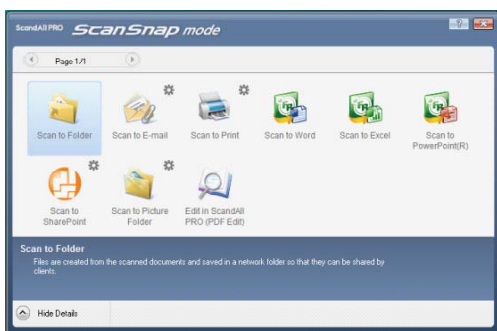 ScandAll PRO ScanSnap mode
Page 1/1
Scan to Folder
Scan to E-mail
Scan to Print
Scan to Word
Scan to Excel
Scan to
PowerPoint(R)
Scan to
SharePoint
Scan to Picture
Folder
Edit in ScandAll
PRO (PDF Edit)
Scan to Folder
Files are created from the scanned documents and saved in a network folder so that they can be shared by
clients.
Hide Details